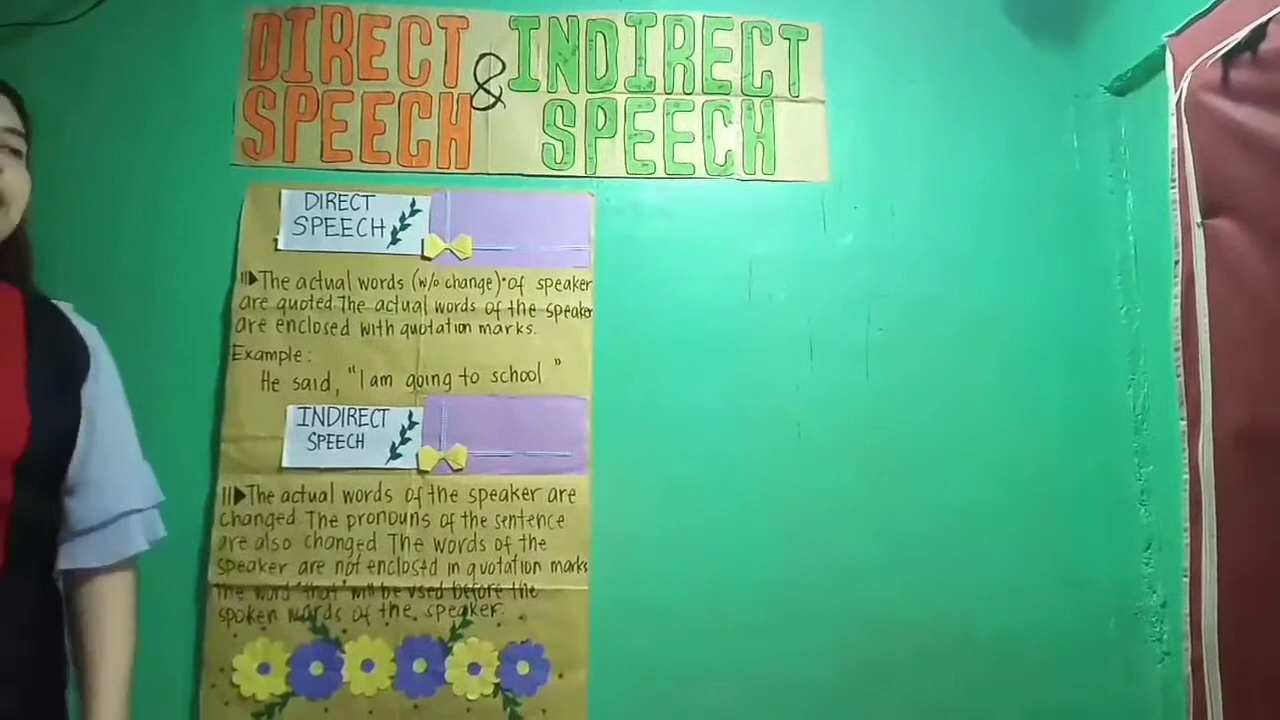 DIRECT SPEECH & INDIRECT SPEECH
DIRECT
SPEECH
The actual words (w/o change) of speaker
are quoted. The actual words of the speaker
are enclosed with quotation marks.
Example:
He said, "I am going to school"
INDIRECT
SPEECH
The actual words of the speaker are
changed. The pronouns of the sentence
are also changed The words of the
speaker are not enclosed in quotation marks
the word "that" will be used before the
spoken words of the speaker.